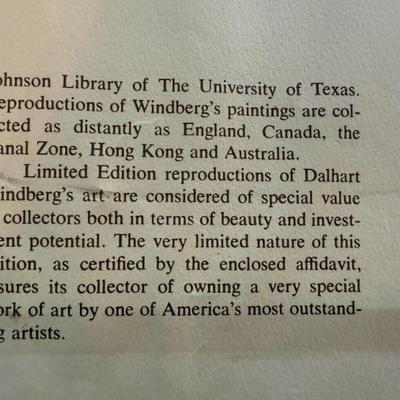 ohnson Library of The University of Texas.
eproductions of Windberg's paintings are col-
cted as distantly as England, Canada, the
anal Zone, Hong Kong and Australia.
Limited Edition reproductions of Dalhart
indberg's art are considered of special value
collectors both in terms of beauty and invest-
ent potential. The very limited nature of this
ition, as certified by the enclosed affidavit,
sures its collector of owning a very special
ork of art by one of America's most outstand-
g artists.